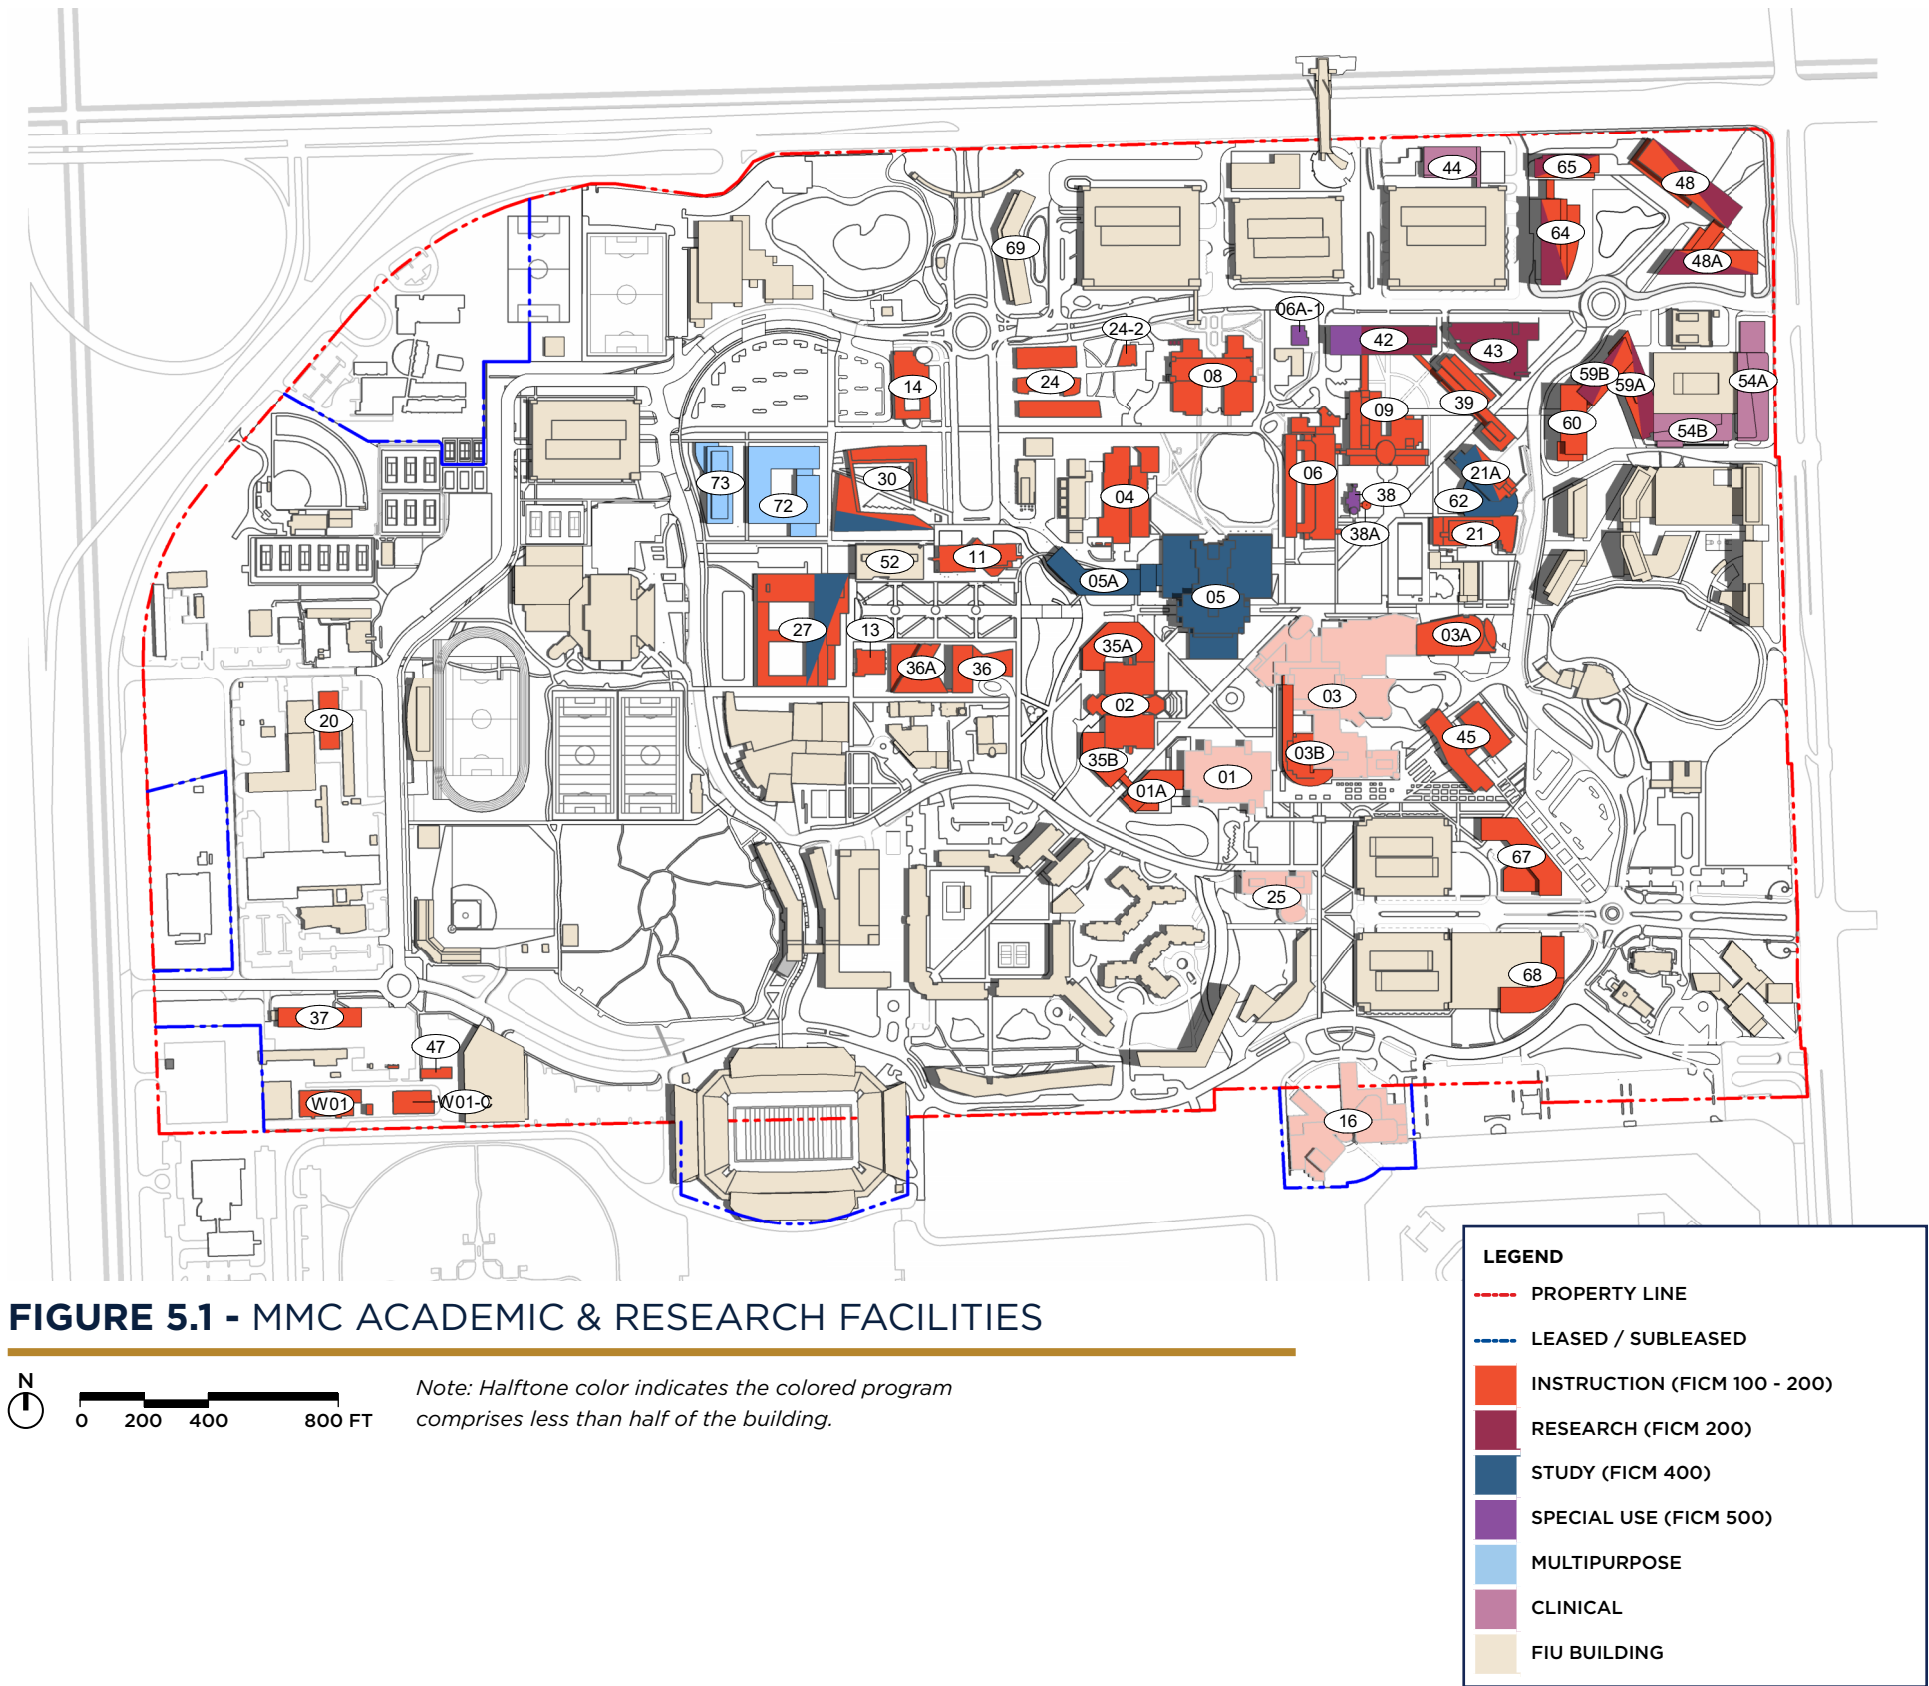 44
65
48
64
69
48A
06A-1
24-2
42
43
08
14
24
59B
59A
54A
39
09
60
54B
06
21A
30
73
04
38
62
72
38A
21
11
52
05A
05
27
13
03A
35A
36A
36
03
02
20
45
03B
35B
01
01A
67
25
68
37
47
W01
W01-C
16
LEGEND
PROPERTY LINE
LEASED / SUBLEASED
INSTRUCTION (FICM 100 - 200)
RESEARCH (FICM 200)
STUDY (FICM 400)
SPECIAL USE (FICM 500)
MULTIPURPOSE
CLINICAL
FIU BUILDING
FIGURE 5.1 - MMC ACADEMIC & RESEARCH FACILITIES
N
0 200 400 800 FT
Note: Halftone color indicates the colored program
comprises less than half of the building.